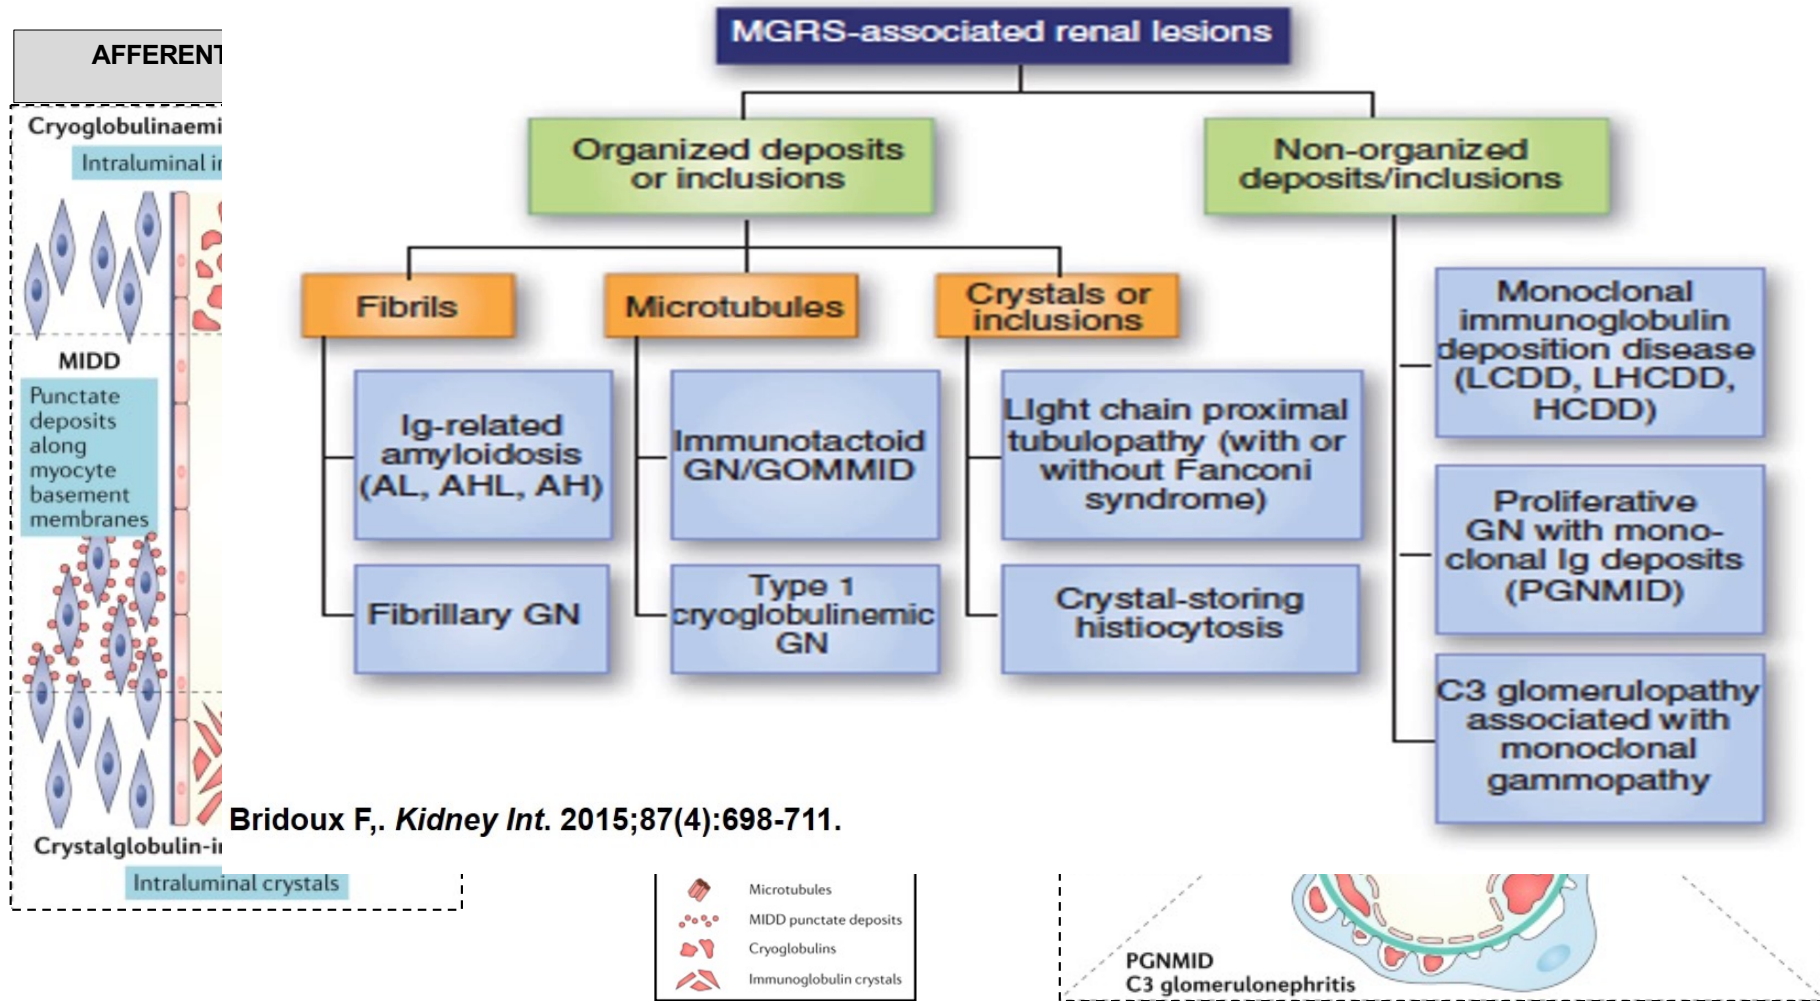 MGRS-associated renal lesions
AFFERENT
Cryoglobulinaemi
Intraluminal in
MIDD
Punctate
deposits
along
myocyte
basement
membranes
Crystalglobulin-in
Intraluminal crystals
Organized deposits
or inclusions
Non-organized
deposits/inclusions
Fibrils
Microtubules
Crystals or
inclusions
Ig-related
amyloidosis
(AL, AHL, AH)
Fibrillary GN
Immunotactoid
GN/GOMMID
Type 1
cryoglobulinemic
GN
LIght chain proximal
tubulopathy (with or
without Fanconi
syndrome)
Crystal-storing
histiocytosis
Monoclonal
immunoglobulin
deposition disease
(LCDD, LHCDD,
HCDD)
Proliferative
GN with mono-
clonal Ig deposits
(PGNMID)
C3 glomerulopathy
associated with
monoclonal
gammopathy
Bridoux F,. Kidney Int. 2015;87(4):698-711.
Microtubules
MIDD punctate deposits
Cryoglobulins
Immunoglobulin crystals
PGNMID
C3 glomerulonephritis